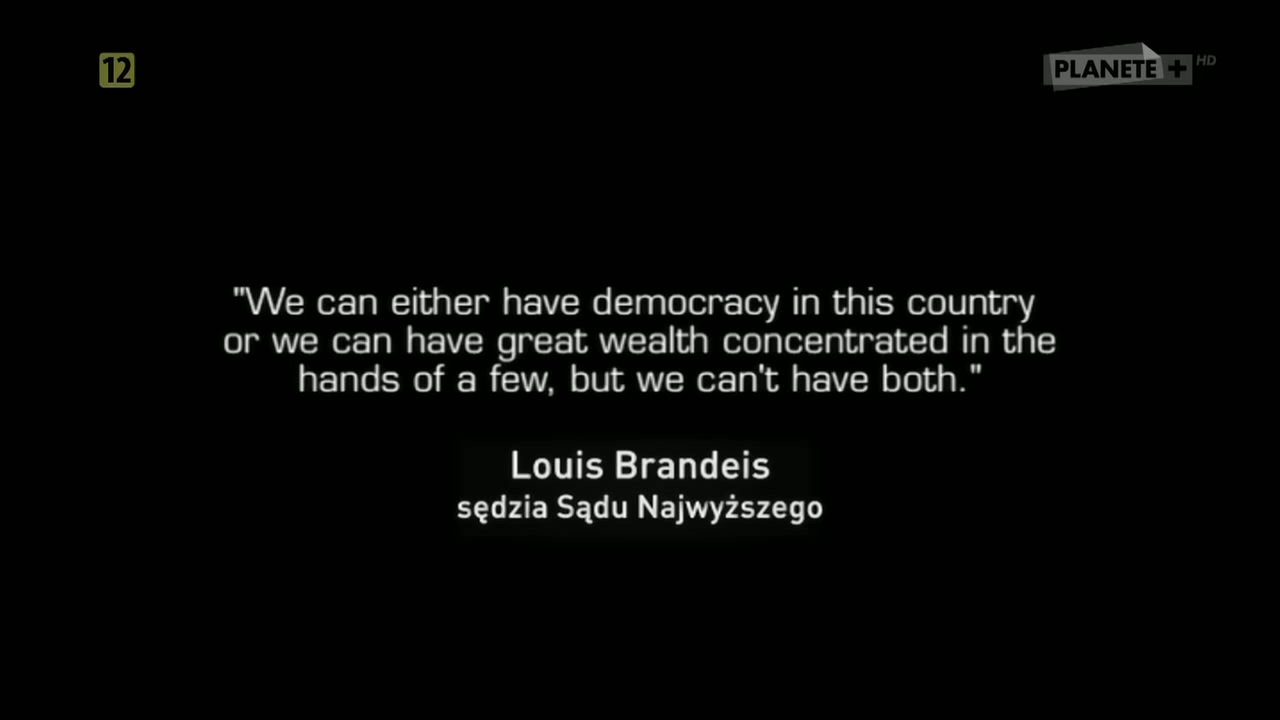 12
PLANETE + HD
"We can either have democracy in this country
or we can have great wealth concentrated in the
hands of a few, but we can't have both."
Louis Brandeis
sędzia Sądu Najwyższego